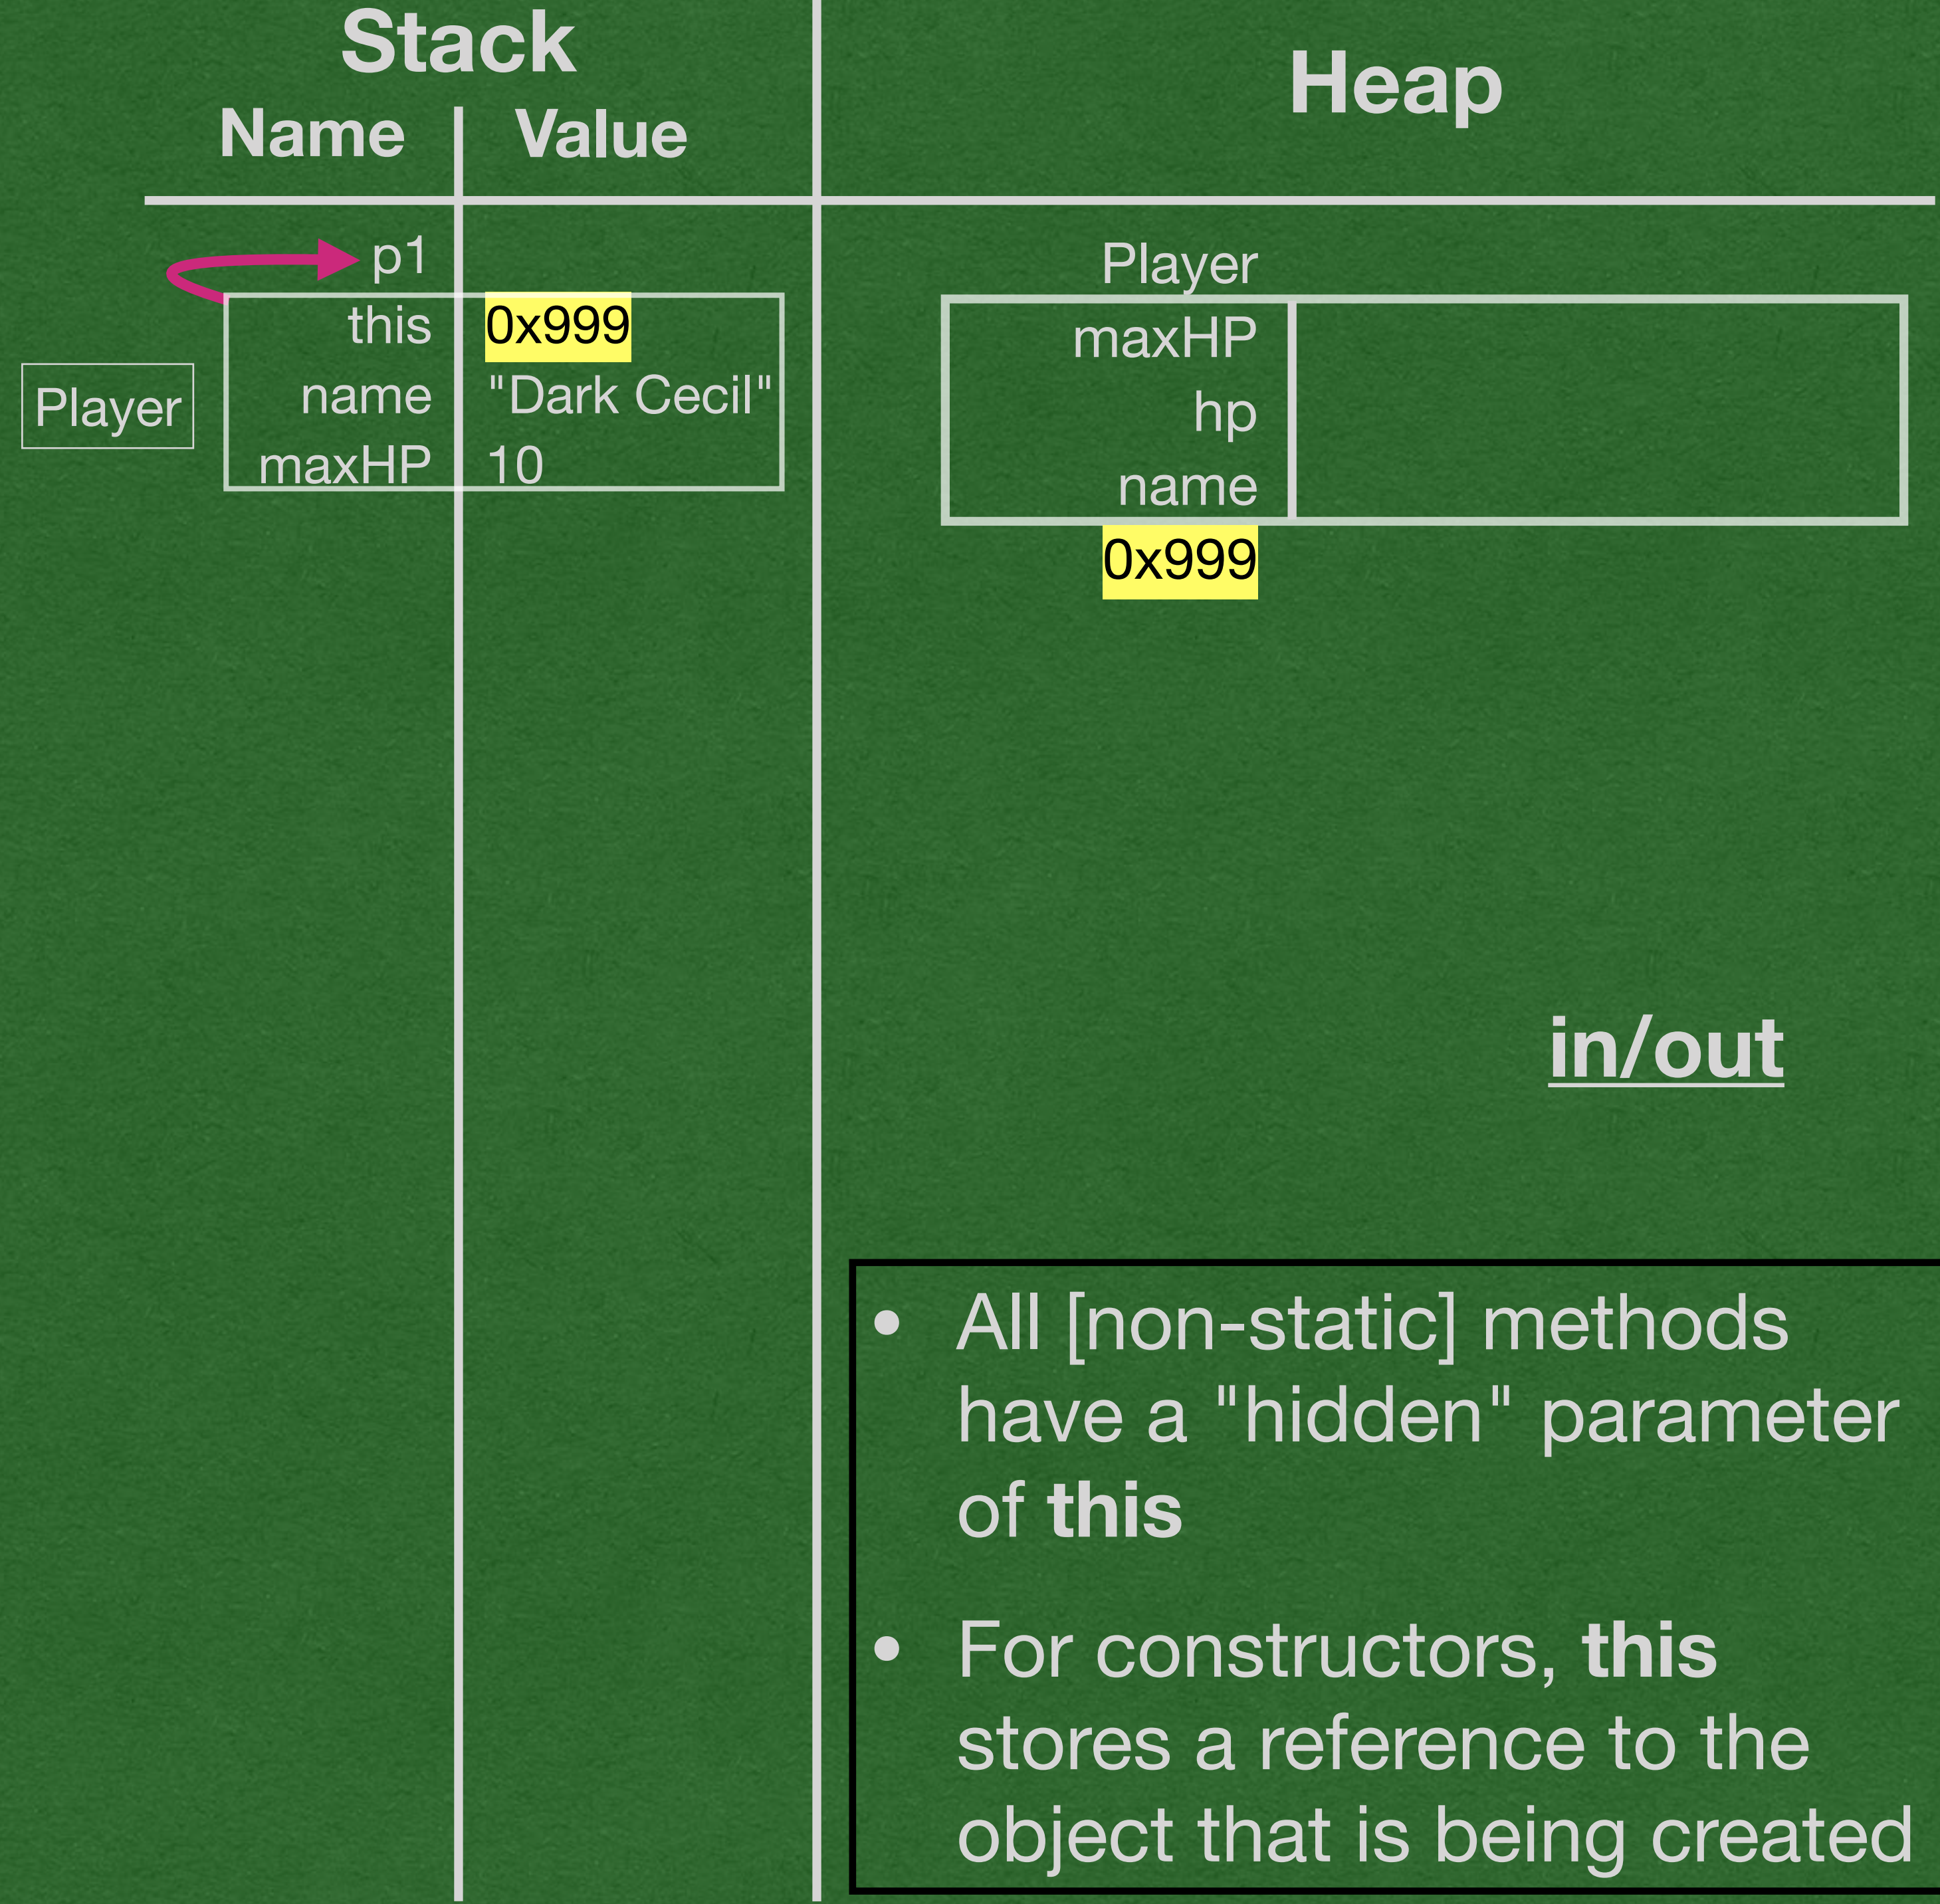 Stack
Heap
Name Value
p1
this 0x999
name "Dark Cecil"
maxHP 10
Player
Player
maxHP
hp
name
0x999
in/out
• All [non-static] methods
have a "hidden" parameter
of this
• For constructors, this
stores a reference to the
object that is being created